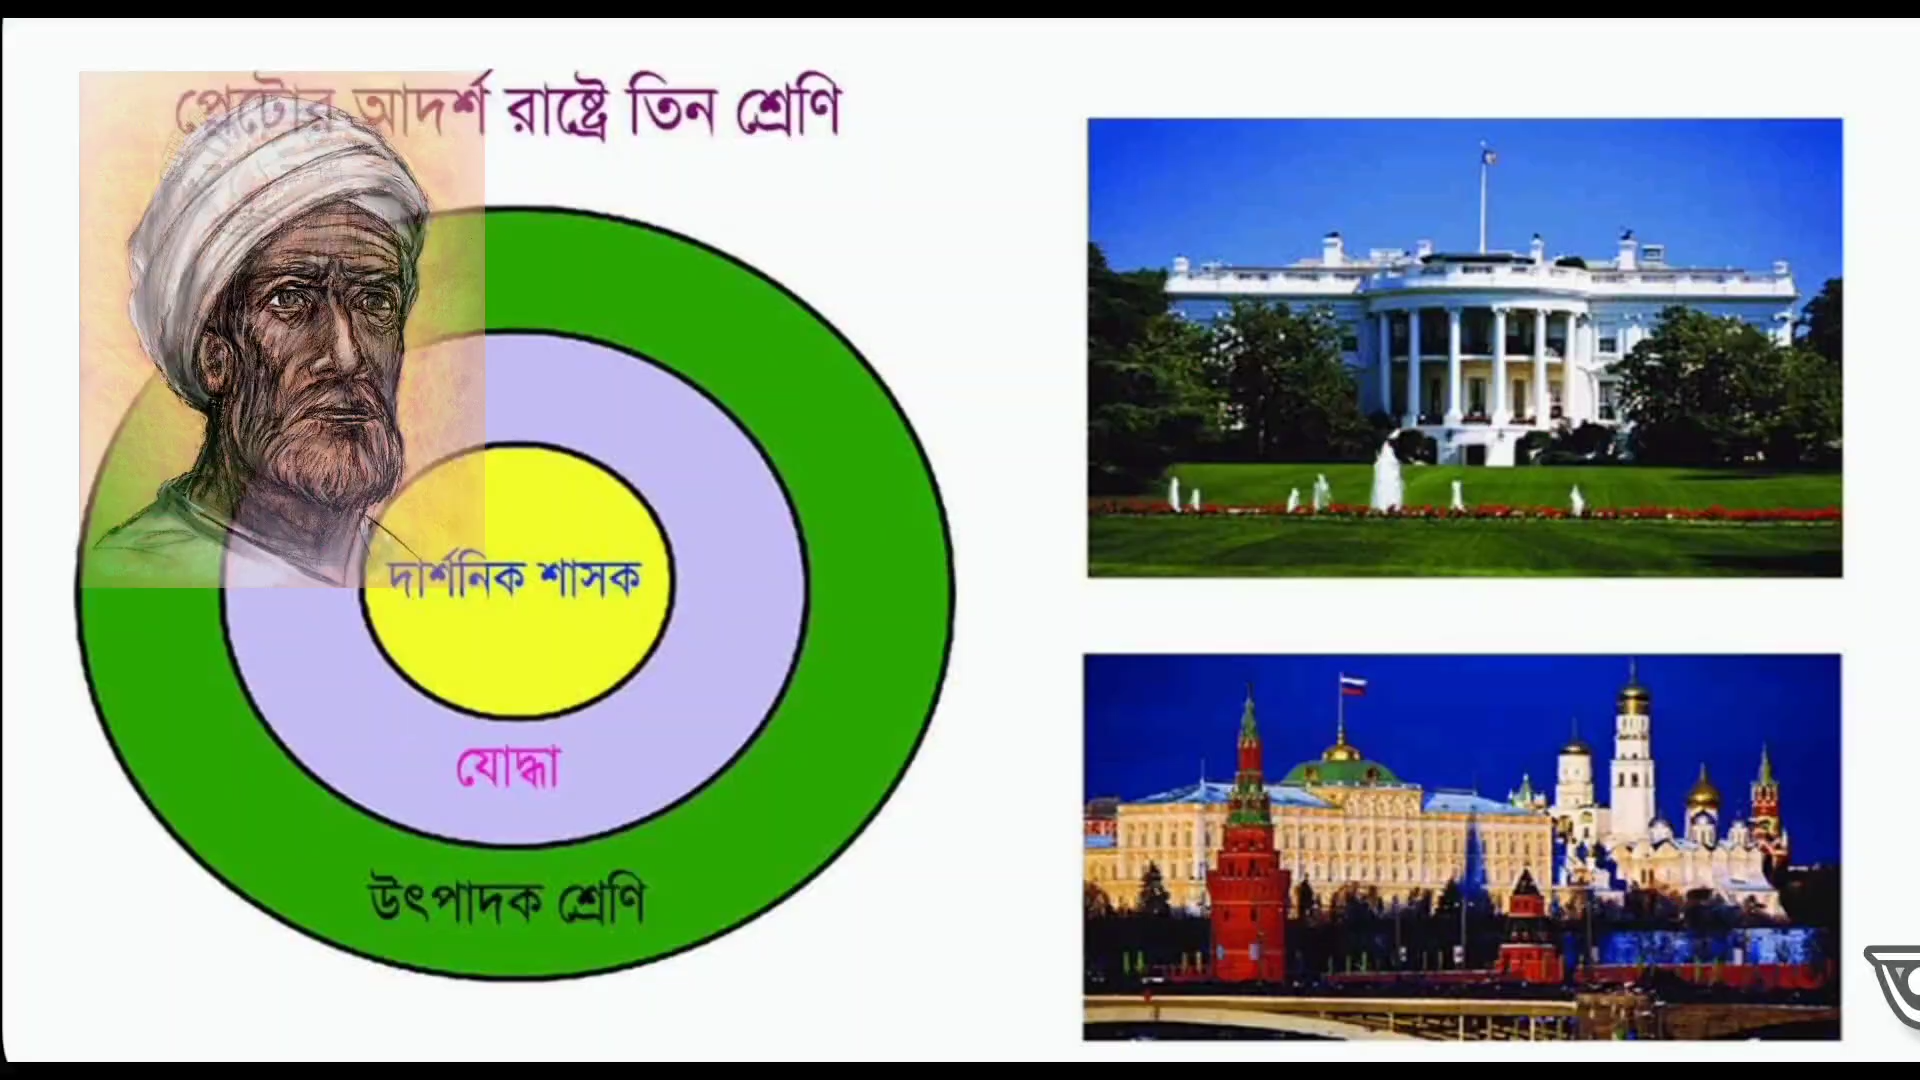 প্লেটোর আদর্শ রাষ্ট্রে তিন শ্রেণি
দার্শনিক শাসক
যোদ্ধা
উৎপাদক শ্রেণি